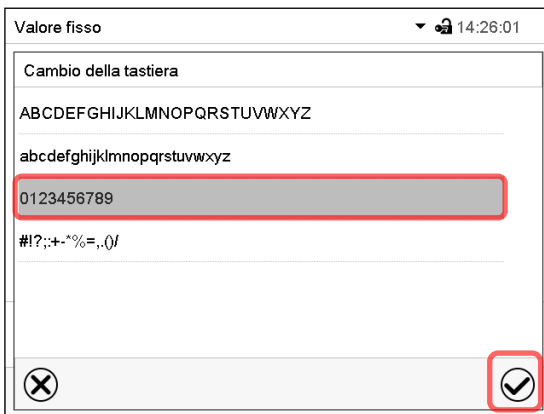 Valore fisso 14:26:01
Cambio della tastiera
ABCDEFGHIJKLMNOPQRSTUVWXYZ
abcdefghijklmnopqrstuvwxyz
0123456789
#!?;:+-*%=,.()/